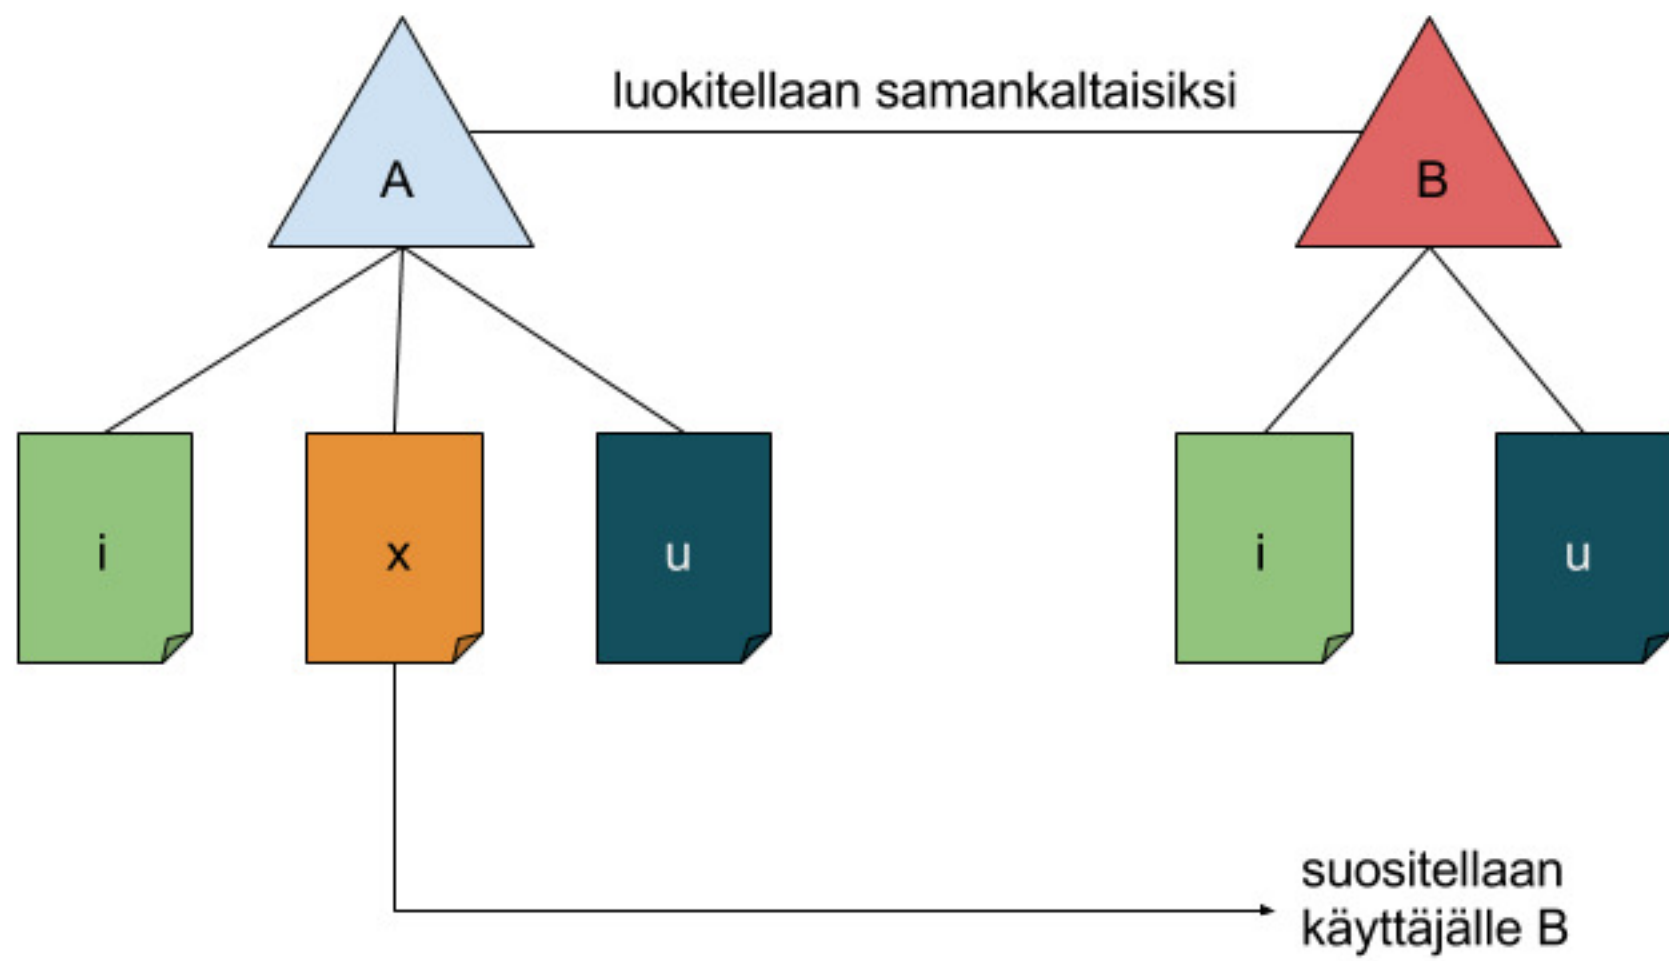 luokitellaan samankaltaisiksi
A
B
i
x
u
i
u
suositellaan
käyttäjälle B